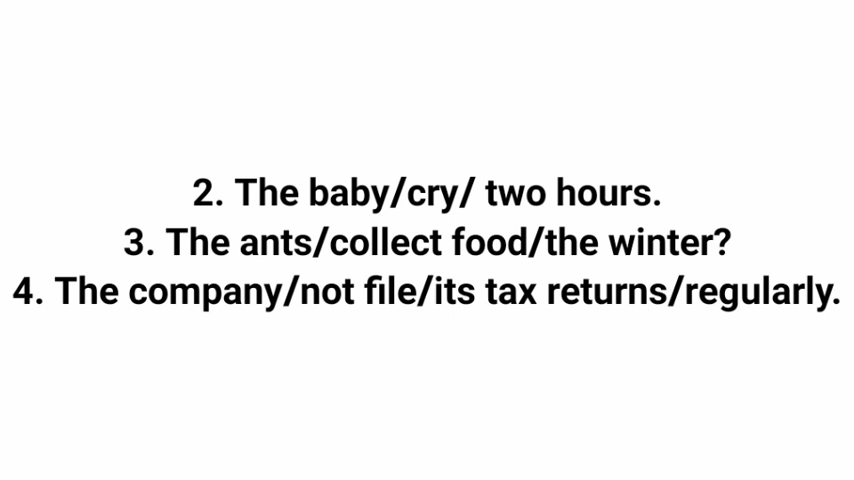 2. The baby/cry/ two hours.
3. The ants/collect food/the winter?
4. The company/not file/its tax returns/regularly.